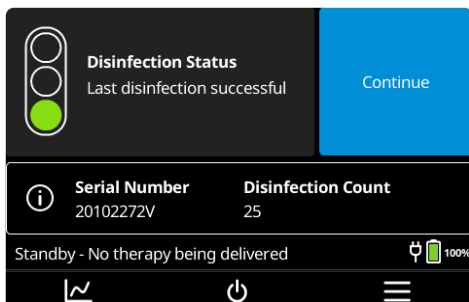 Disinfection Status
Last disinfection successful
Continue
Serial Number
20102272V
Disinfection Count
25
Standby - No therapy being delivered
100%